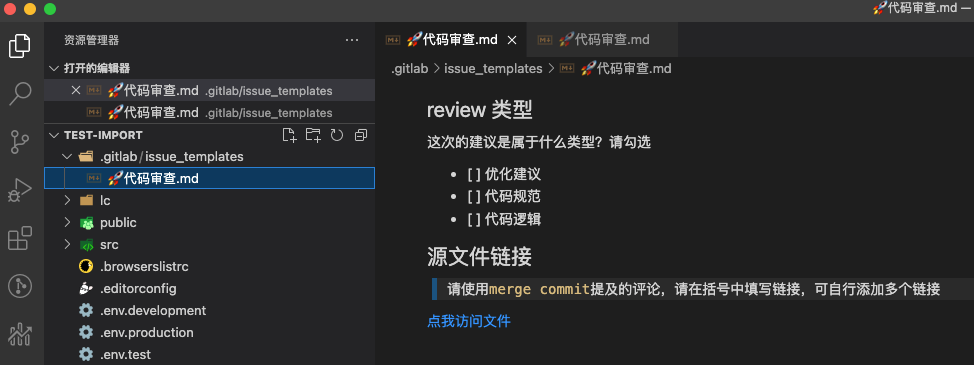 🚀代码审查.md —
资源管理器 ···
打开的编辑器
🚀代码审查.md .gitlab/issue_templates
🚀代码审查.md .gitlab/issue_templates
TEST-IMPORT
.gitlab/issue_templates
🚀代码审查.md
lc
public
src
.browserslistrc
.editorconfig
.env.development
.env.production
.env.test
🚀代码审查.md
🚀代码审查.md
.gitlab > issue_templates > 🚀代码审查.md
review 类型
这次的建议是属于什么类型?请勾选
• [ ] 优化建议
• [ ] 代码规范
• [ ] 代码逻辑
源文件链接
请使用merge commit提及的评论,请在括号中填写链接,可自行添加多个链接
点我访问文件